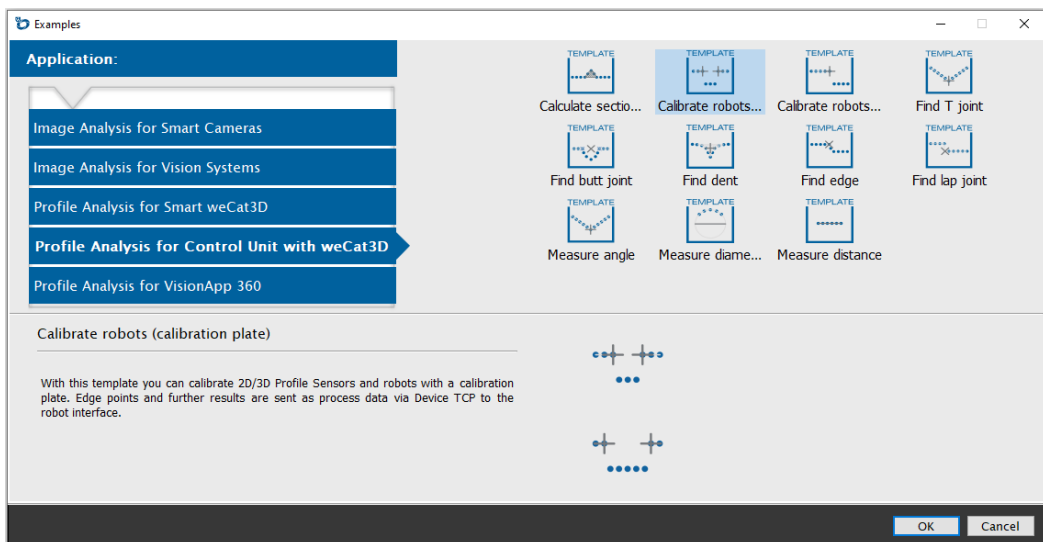 Examples
Application:
Image Analysis for Smart Cameras
Image Analysis for Vision Systems
Profile Analysis for Smart weCat3D
Profile Analysis for Control Unit with weCat3D
Profile Analysis for VisionApp 360
TEMPLATE TEMPLATE TEMPLATE TEMPLATE
Calculate sectio... Calibrate robots... Calibrate robots... Find T joint
TEMPLATE TEMPLATE TEMPLATE TEMPLATE
Find butt joint Find dent Find edge Find lap joint
TEMPLATE TEMPLATE TEMPLATE
Measure angle Measure diame... Measure distance
Calibrate robots (calibration plate)
With this template you can calibrate 2D/3D Profile Sensors and robots with a calibration
plate. Edge points and further results are sent as process data via Device TCP to the
robot interface.
OK Cancel